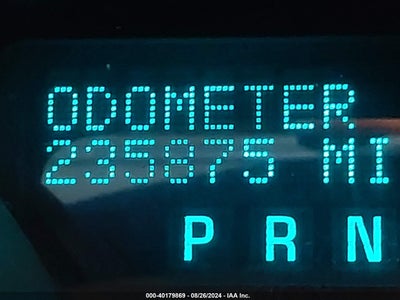 ODOMETER
235875 MI
P R N
000-40179869 - 08/26/2024 - IAA Inc.